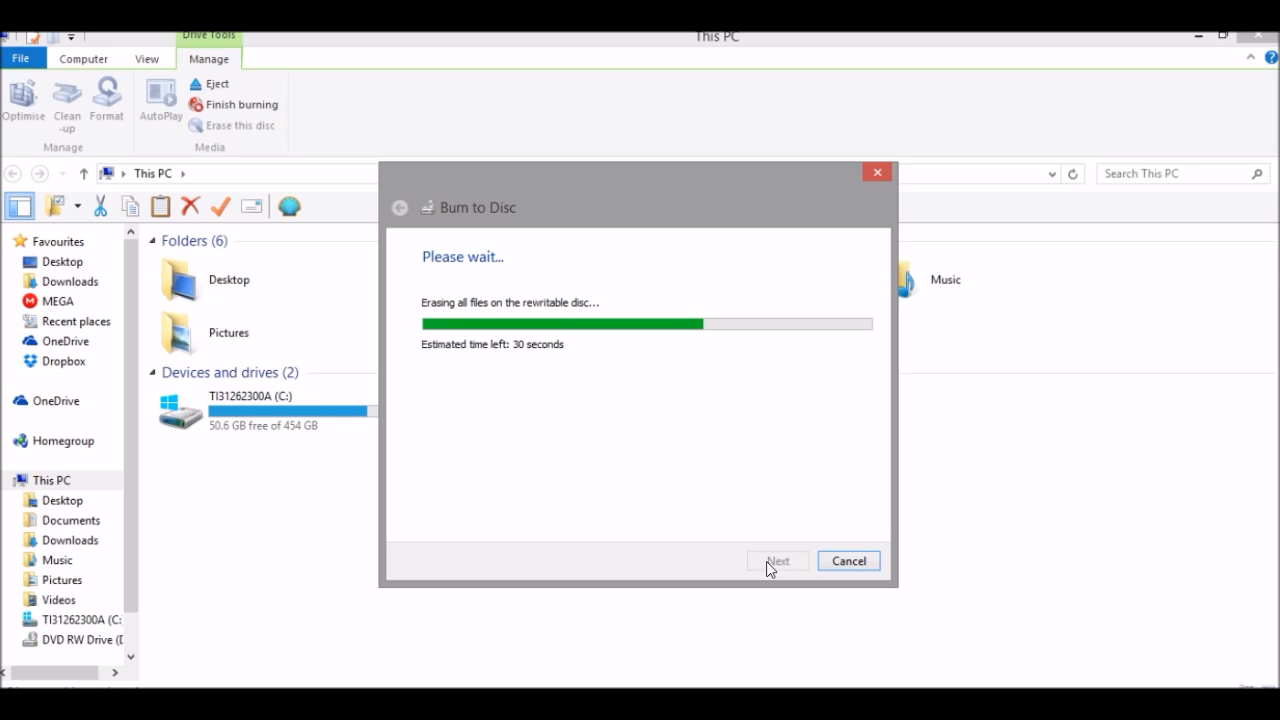 Drive Tools
This PC
File
Computer
View
Manage
Optimise
Clean
-up
Format
AutoPlay
Eject
Finish burning
Erase this disc
Manage
Media
This PC
Search This PC
Favourites
Desktop
Downloads
MEGA
Recent places
OneDrive
Dropbox
OneDrive
Homegroup
This PC
Desktop
Documents
Downloads
Music
Pictures
Videos
TI31262300A (C:
DVD RW Drive (
Folders (6)
Desktop
Pictures
Music
Devices and drives (2)
TI31262300A (C:)
50.6 GB free of 454 GB
Burn to Disc
Please wait...
Erasing all files on the rewritable disc...
Estimated time left: 30 seconds
Next
Cancel